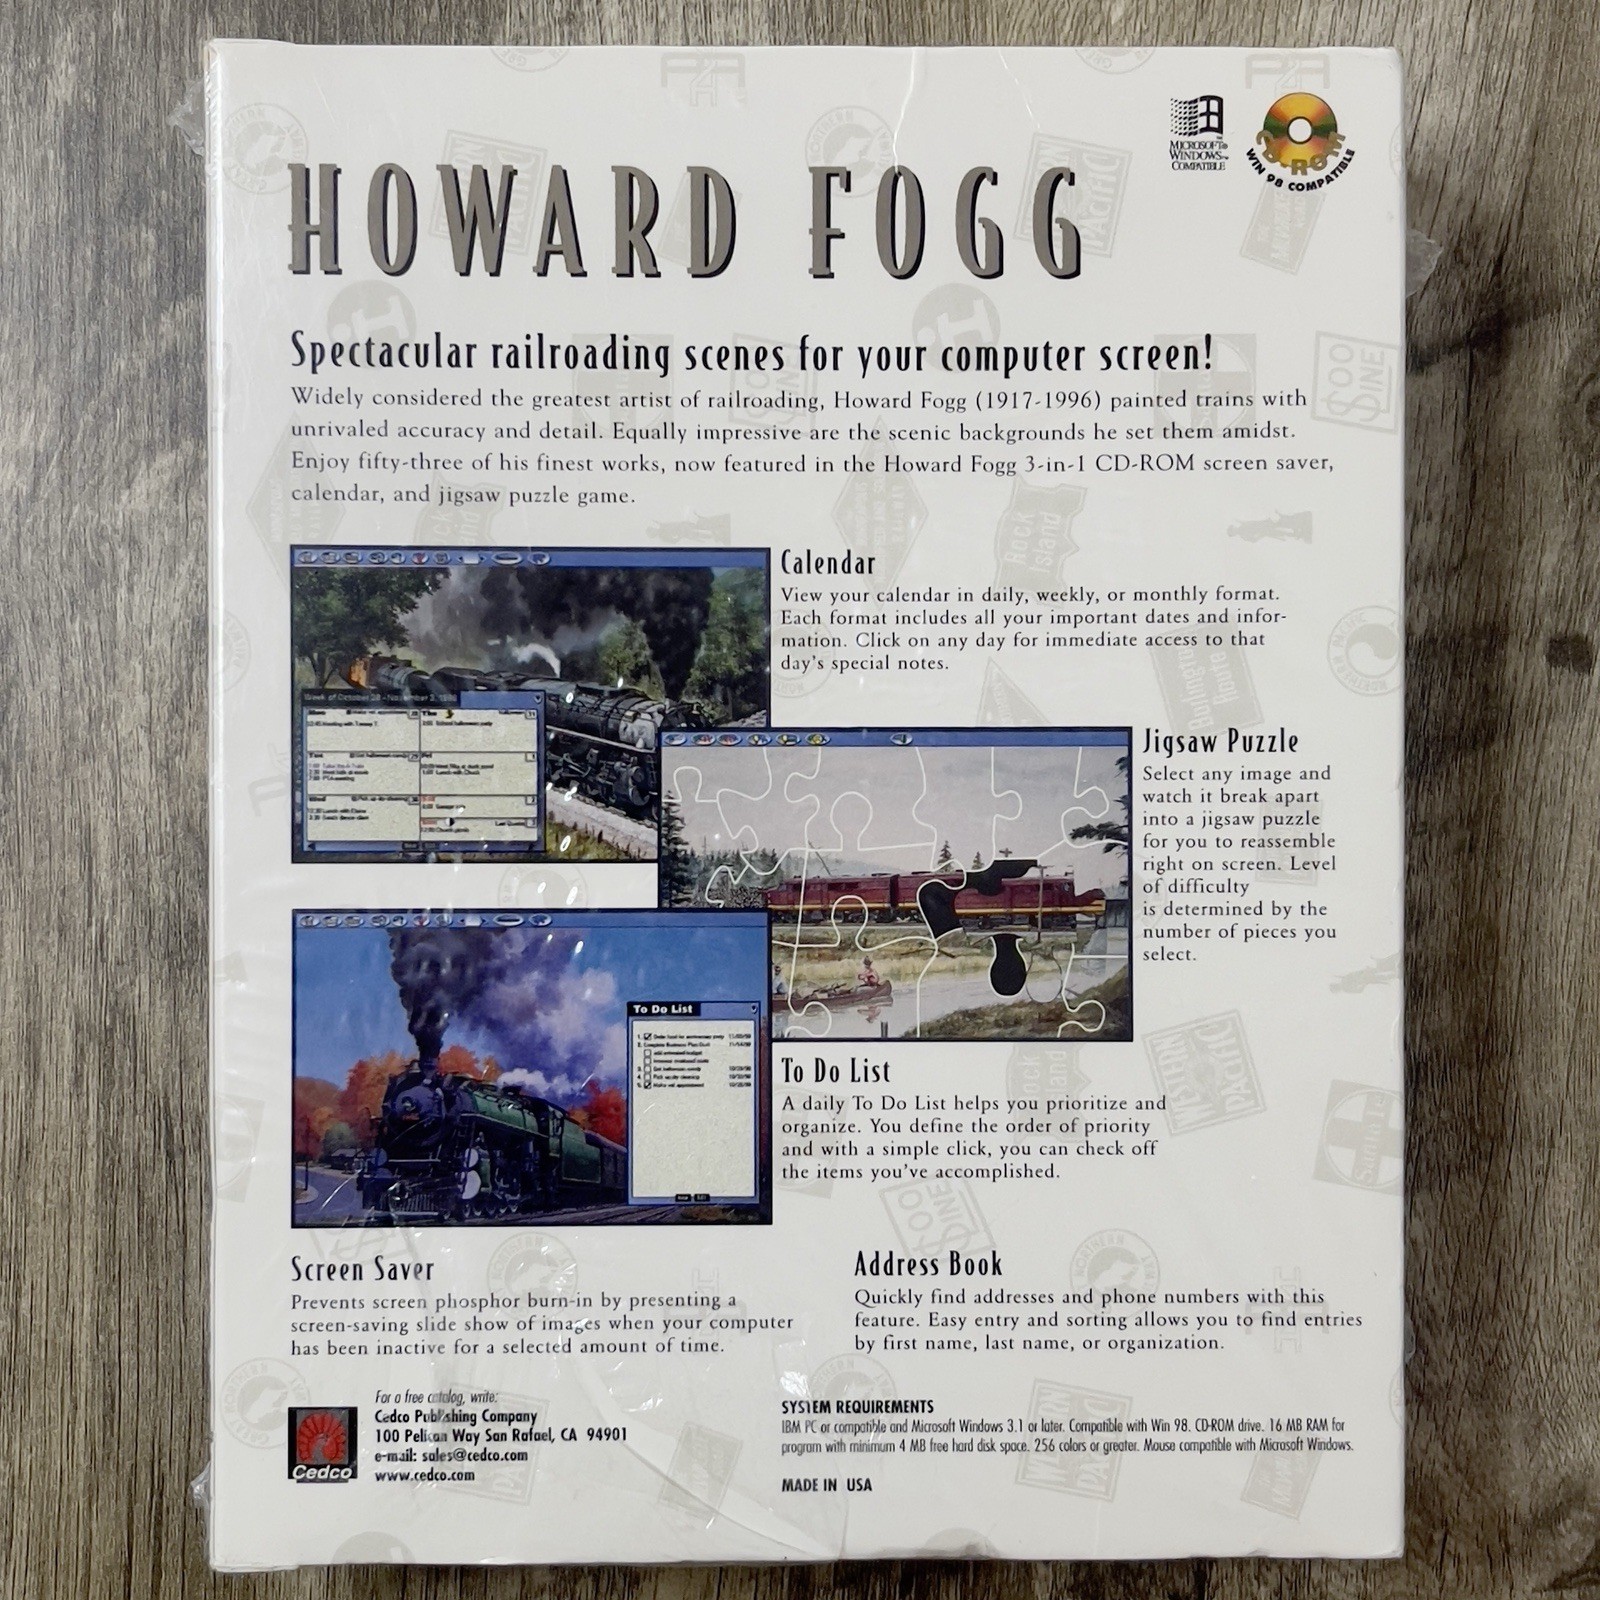 MICROSOFT®
WINDOWS™
COMPATIBLE
CD-ROM
WIN 98 COMPATIBLE
HOWARD FOGG
Spectacular railroading scenes for your computer screen!
Widely considered the greatest artist of railroading, Howard Fogg (1917-1996) painted trains with
unrivaled accuracy and detail. Equally impressive are the scenic backgrounds he set them amidst.
Enjoy fifty-three of his finest works, now featured in the Howard Fogg 3-in-1 CD-ROM screen saver,
calendar, and jigsaw puzzle game.
Calendar
View your calendar in daily, weekly, or monthly format.
Each format includes all your important dates and infor-
mation. Click on any day for immediate access to that
day's special notes.
Jigsaw Puzzle
Select any image and
watch it break apart
into a jigsaw puzzle
for you to reassemble
right on screen. Level
of difficulty
is determined by the
number of pieces you
select.
To Do List
To Do List
A daily To Do List helps you prioritize and
organize. You define the order of priority
and with a simple click, you can check off
the items you've accomplished.
Screen Saver
Prevents screen phosphor burn-in by presenting a
screen-saving slide show of images when your computer
has been inactive for a selected amount of time.
Address Book
Quickly find addresses and phone numbers with this
feature. Easy entry and sorting allows you to find entries
by first name, last name, or organization.
Cedco
For a free catalog, write:
Cedco Publishing Company
100 Pelican Way San Rafael, CA 94901
e-mail: sales@cedco.com
www.cedco.com
SYSTEM REQUIREMENTS
IBM PC or compatible and Microsoft Windows 3.1 or later. Compatible with Win 98. CD-ROM drive. 16 MB RAM for
program with minimum 4 MB free hard disk space. 256 colors or greater. Mouse compatible with Microsoft Windows.
MADE IN USA